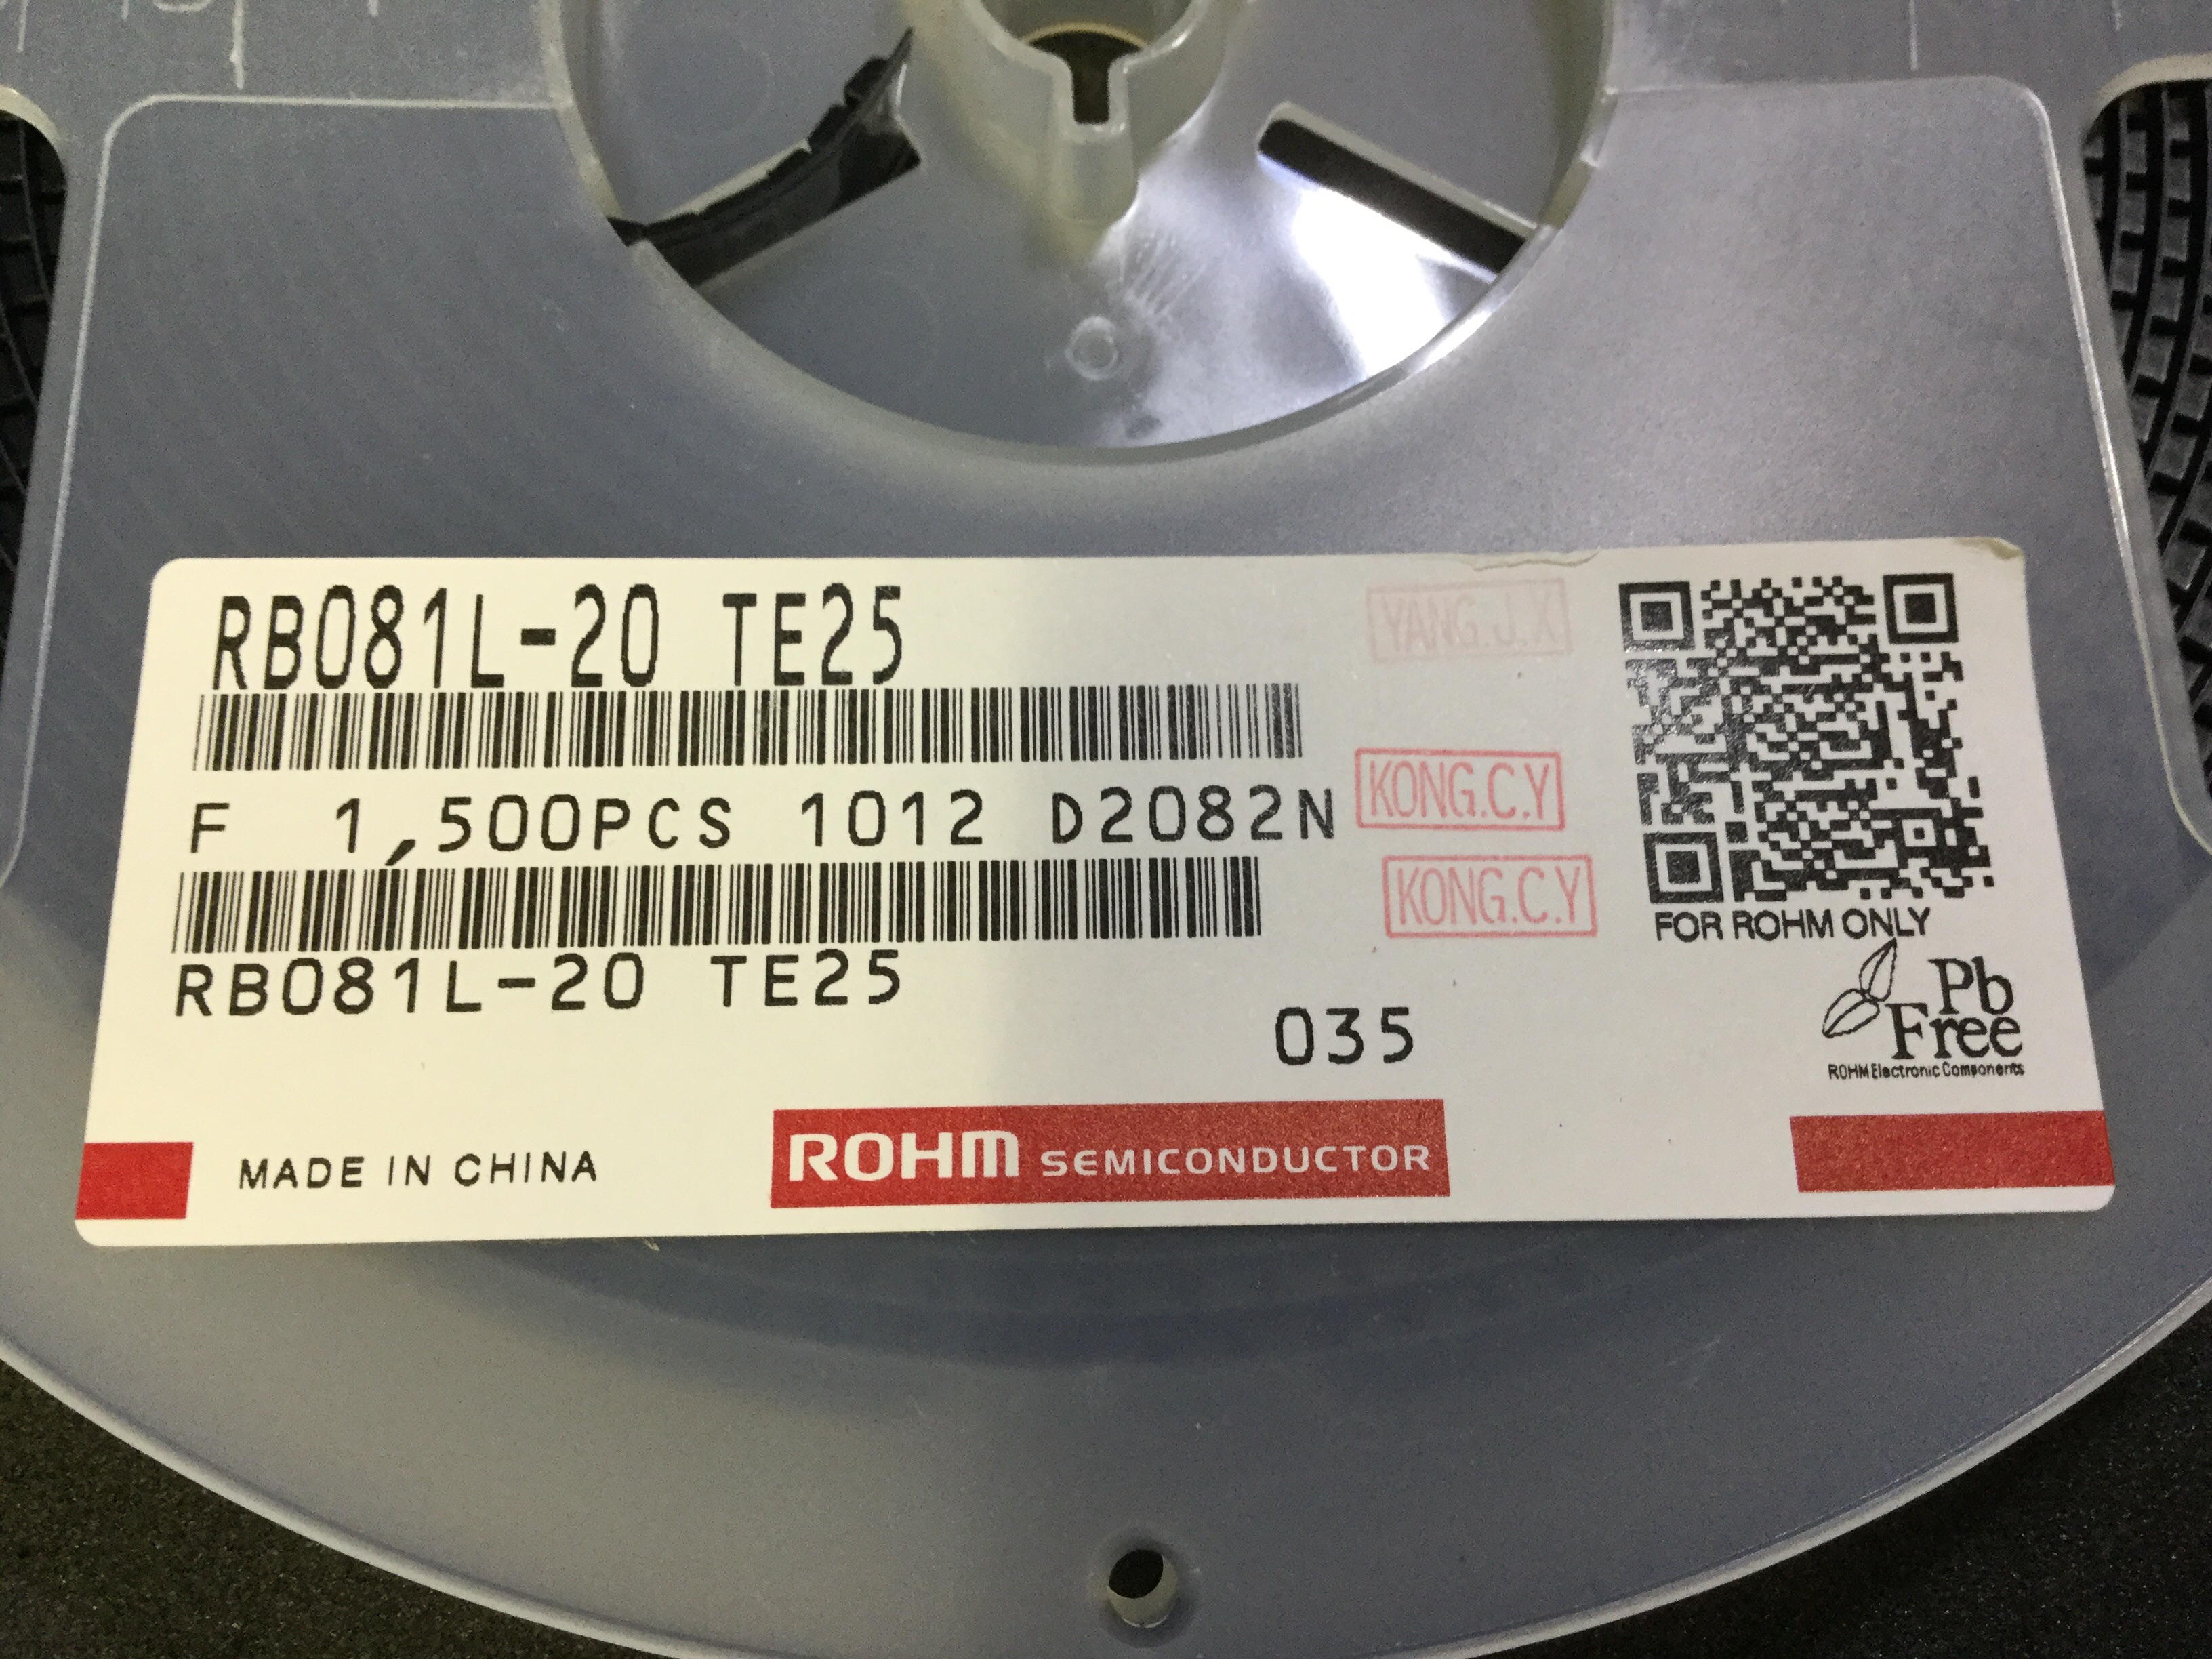 RB081L-20 TE25
YANG.J.X
F 1,500PCS 1012 D2082N
KONG.C.Y
KONG.C.Y
FOR ROHM ONLY
RB081L-20 TE25
035
Pb
Free
ROHM Electronic Components
MADE IN CHINA
ROHM SEMICONDUCTOR